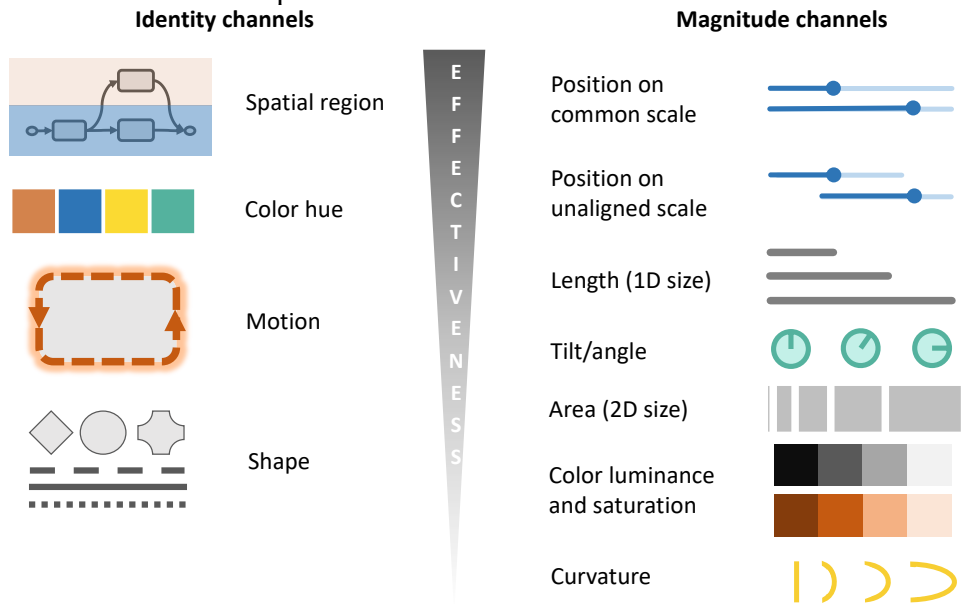 Identity channels
Magnitude channels
Spatial region
Color hue
Motion
Shape
EFFECTIVENESS
Position on
common scale
Position on
unaligned scale
Length (1D size)
Tilt/angle
Area (2D size)
Color luminance
and saturation
Curvature